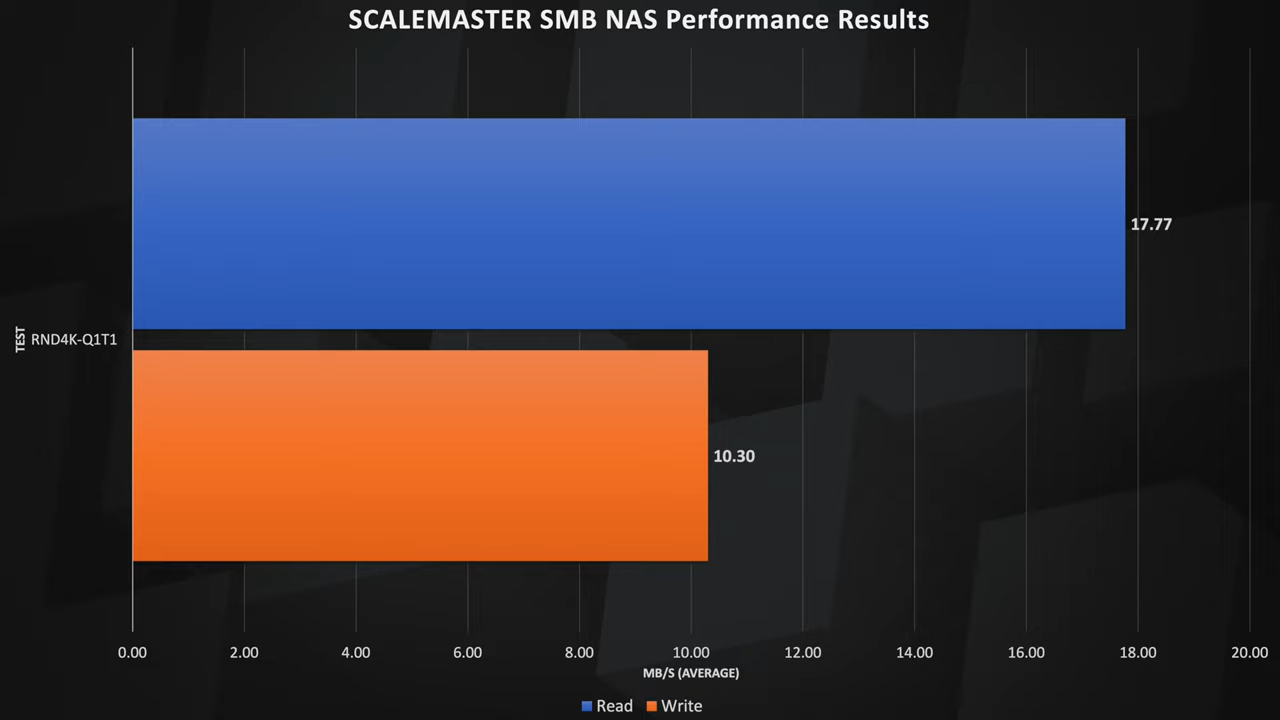 SCALEMASTER SMB NAS Performance Results
17.77
TEST
RND4K-Q1T1
10.30
0.00 2.00 4.00 6.00 8.00 10.00 12.00 14.00 16.00 18.00 20.00
MB/S (AVERAGE)
Read Write